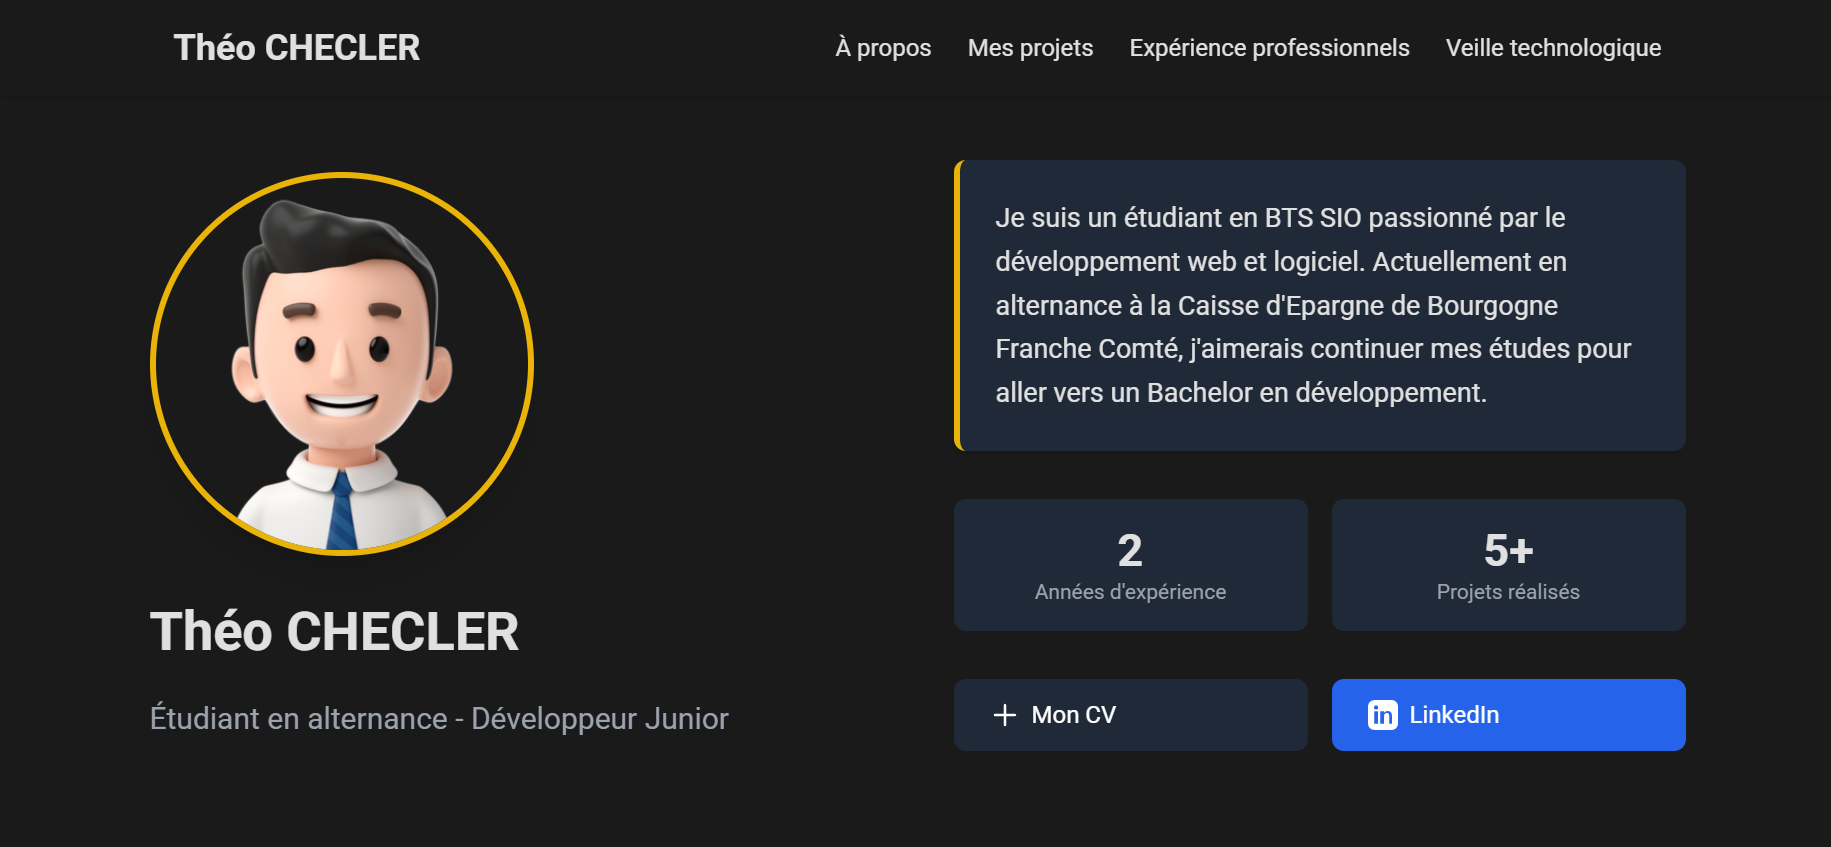 Théo CHECLER
À propos
Mes projets
Expérience professionnels
Veille technologique
Théo CHECLER
Étudiant en alternance - Développeur Junior
Je suis un étudiant en BTS SIO passionné par le
développement web et logiciel. Actuellement en
alternance à la Caisse d'Epargne de Bourgogne
Franche Comté, j'aimerais continuer mes études pour
aller vers un Bachelor en développement.
2
Années d'expérience
5+
Projets réalisés
Mon CV
in LinkedIn